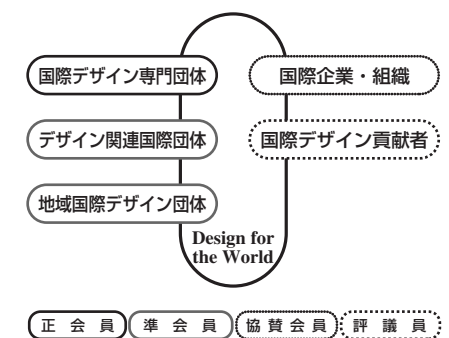 国際デザイン専門団体
国際企業・組織
デザイン関連国際団体
国際デザイン貢献者
地域国際デザイン団体
Design for
the World
正会員
準会員
協賛会員
評議員